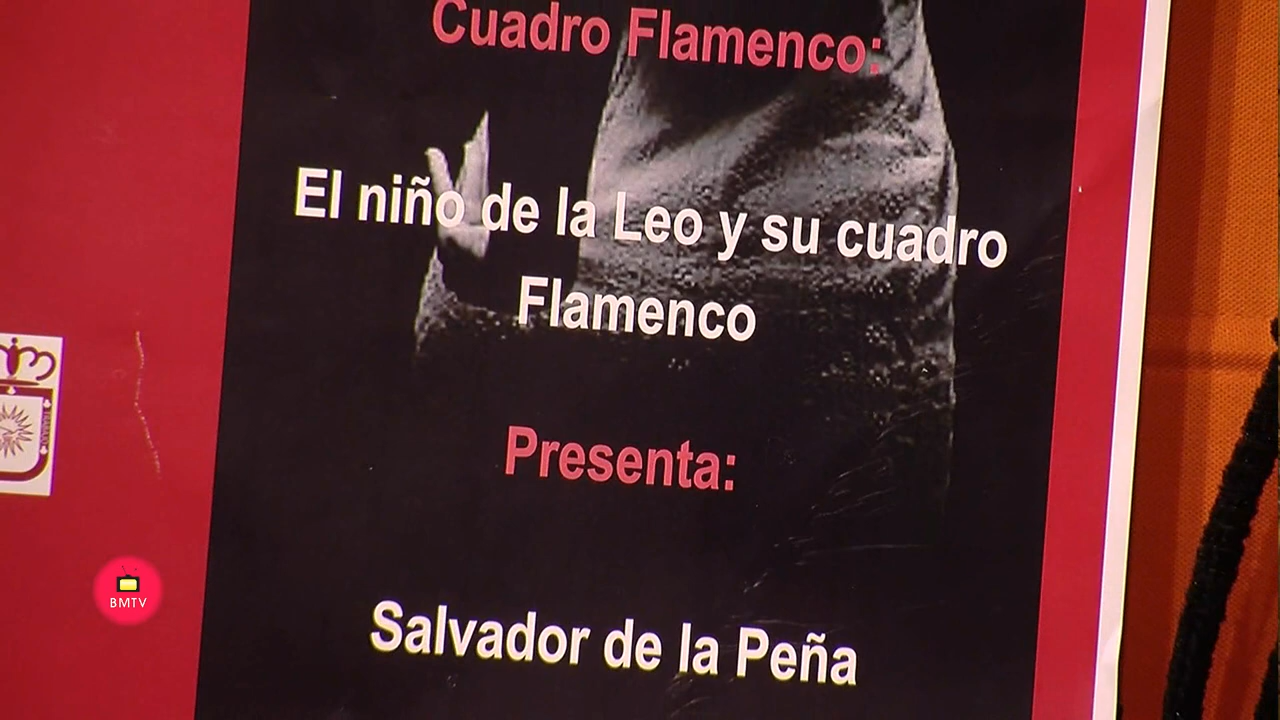 Cuadro Flamenco:
El niño de la Leo y su cuadro
Flamenco
Presenta:
Salvador de la Peña
BMTV